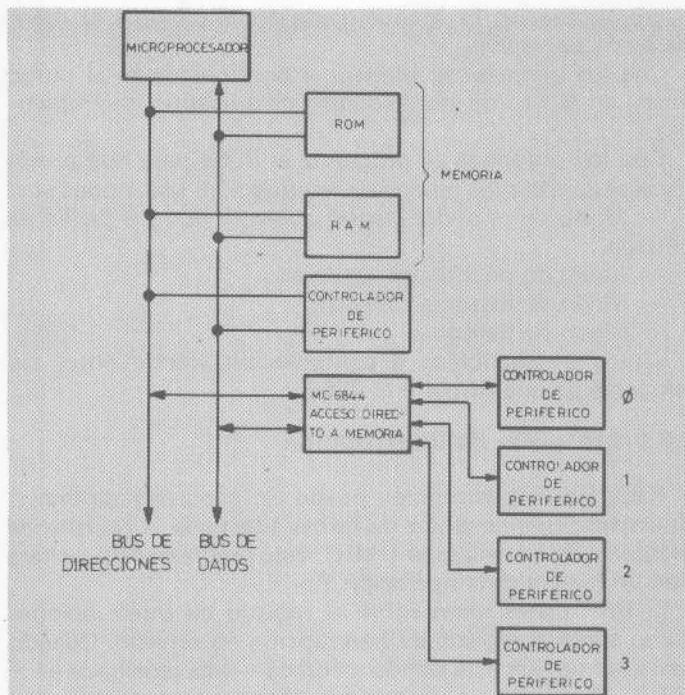 MICROPROCESADOR
ROM
MEMORIA
RAM
CONTROLADOR
DE
PERIFERICO
MC 6844
ACCESO DIREC-
TO A MEMORIA
CONTROLADOR
DE
PERIFERICO
Ø
CONTROLADOR
DE
PERIFERICO
1
CONTROLADOR
DE
PERIFERICO
2
CONTROLADOR
DE
PERIFERICO
3
BUS DE
DIRECCIONES
BUS DE
DATOS